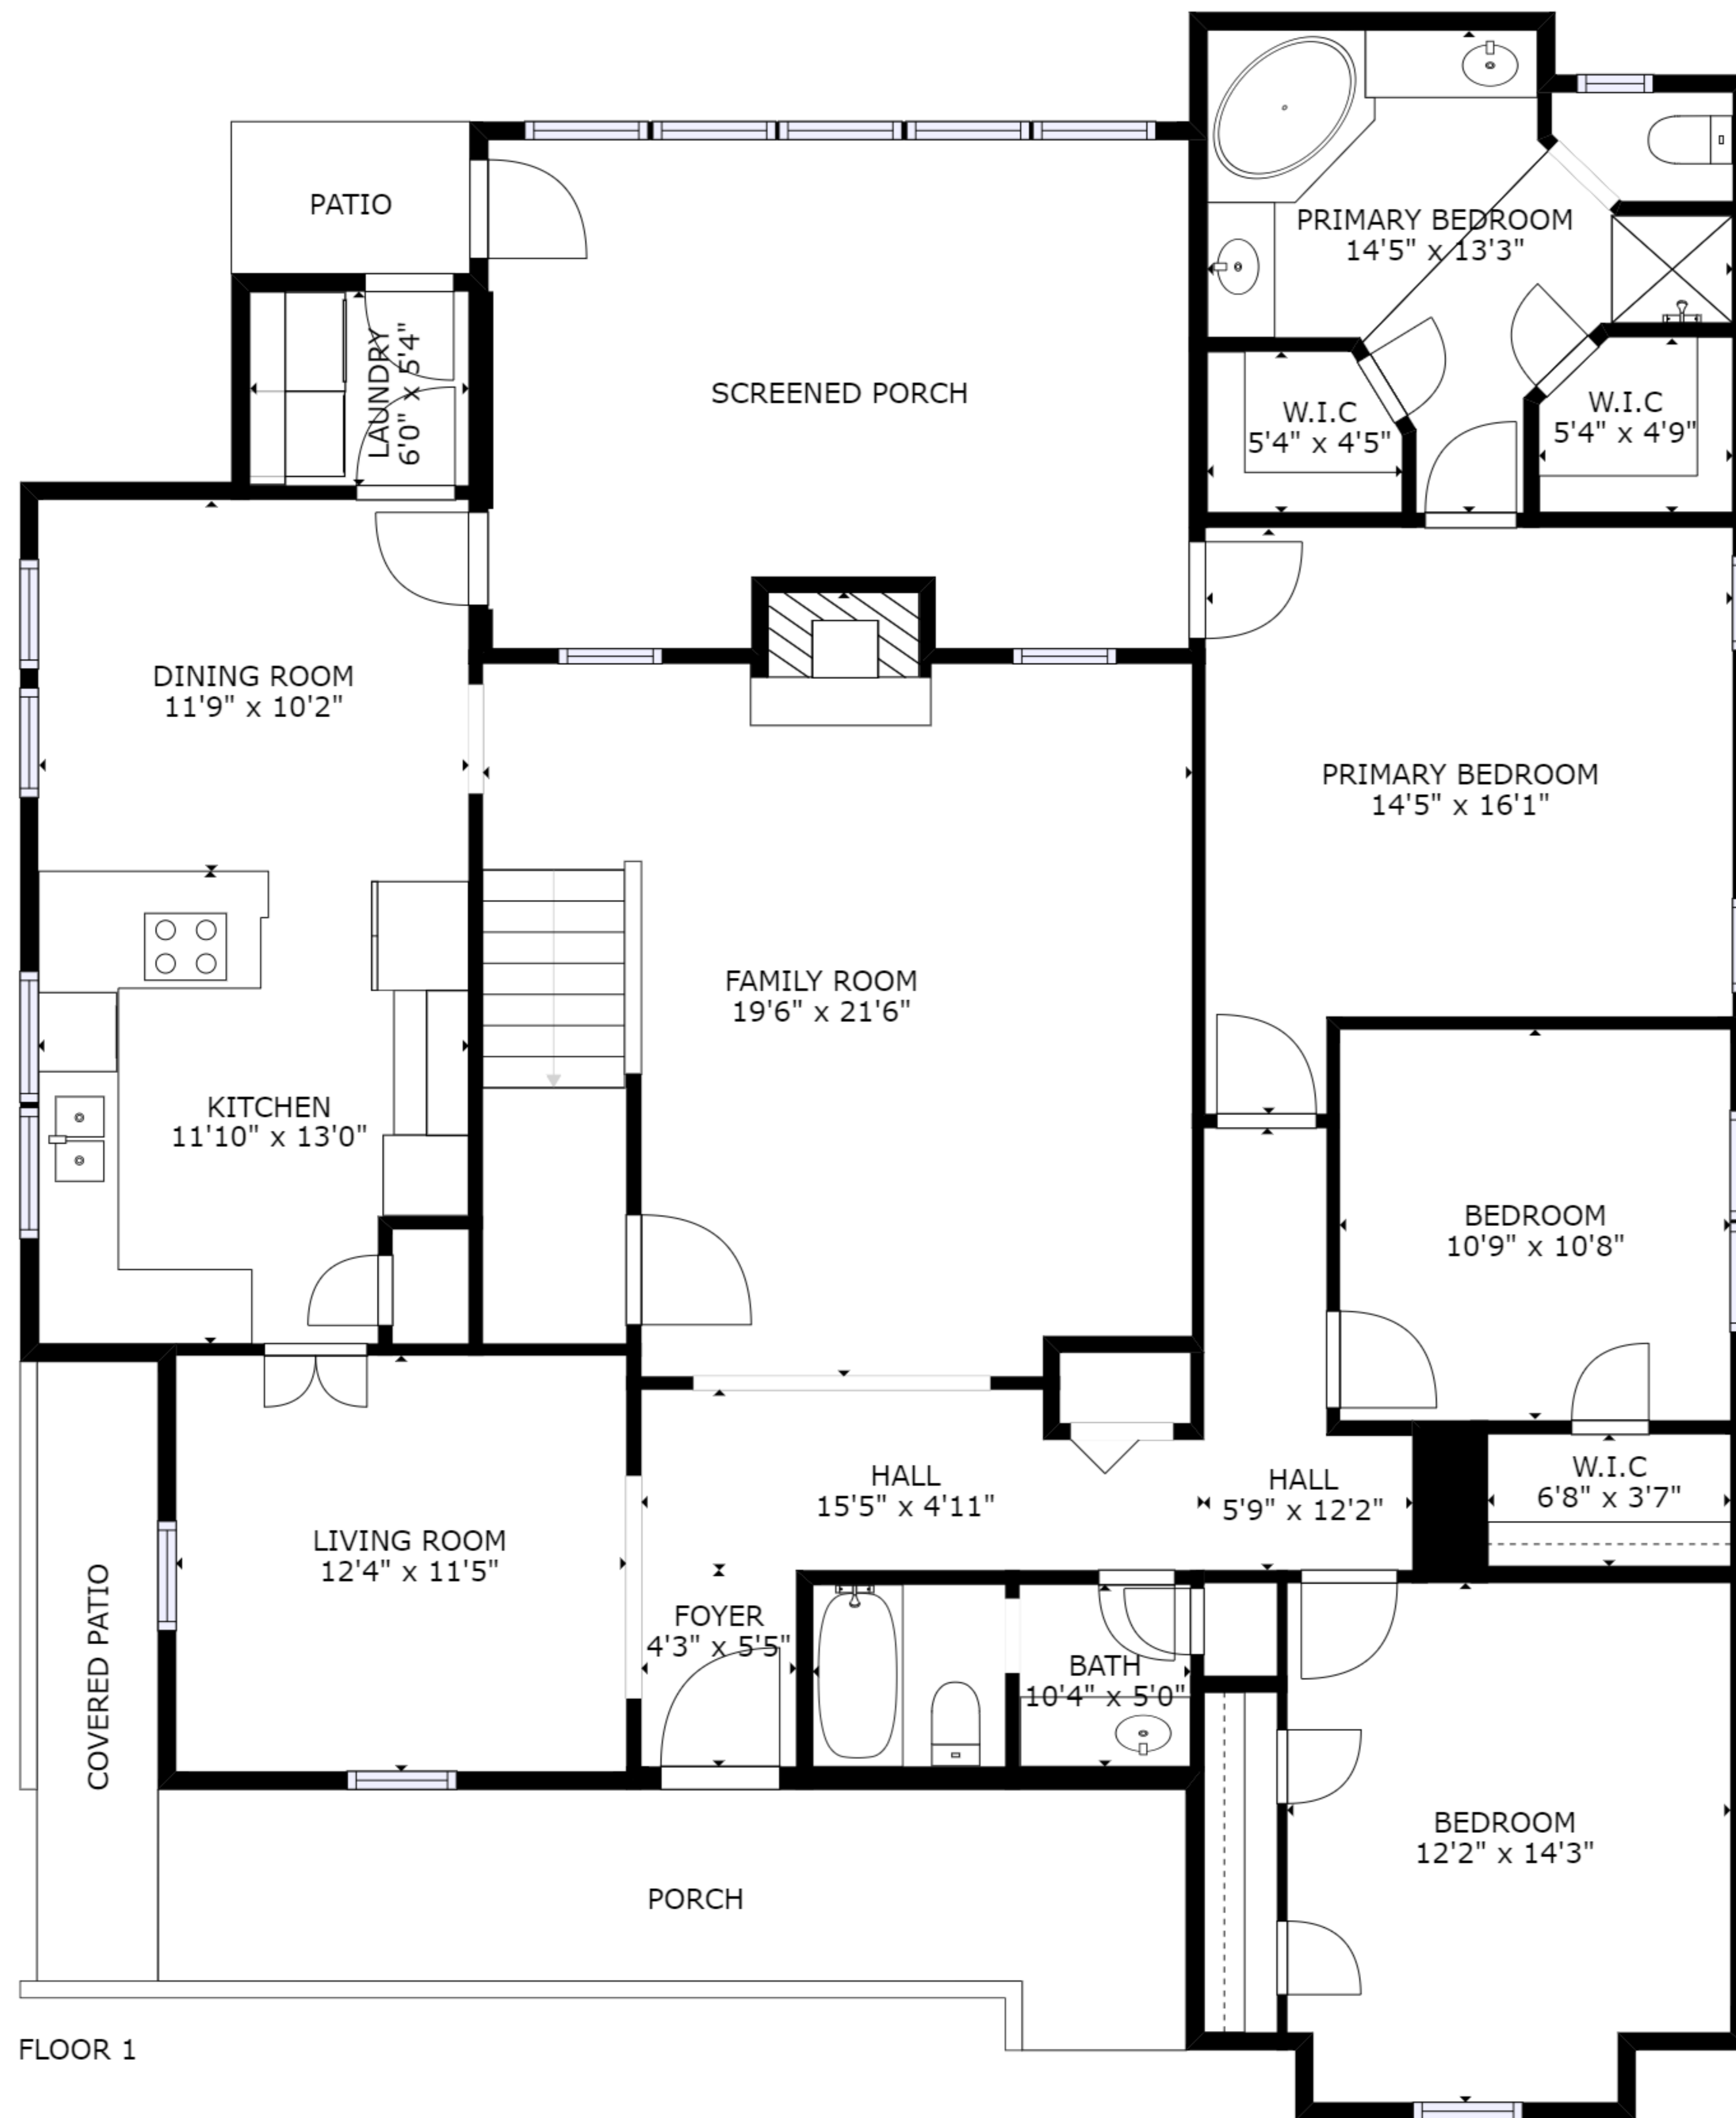 PATIO
PRIMARY BEDROOM
14'5" x 13'3"
LAUNDRY
6'0" x 5'4"
SCREENED PORCH
W.I.C
5'4" x 4'5"
W.I.C
5'4" x 4'9"
DINING ROOM
11'9" x 10'2"
PRIMARY BEDROOM
14'5" x 16'1"
FAMILY ROOM
19'6" x 21'6"
KITCHEN
11'10" x 13'0"
BEDROOM
10'9" x 10'8"
HALL
15'5" x 4'11"
HALL
5'9" x 12'2"
W.I.C
6'8" x 3'7"
LIVING ROOM
12'4" x 11'5"
COVERED PATIO
FOYER
4'3" x 5'5"
BATH
10'4" x 5'0"
BEDROOM
12'2" x 14'3"
PORCH
FLOOR 1